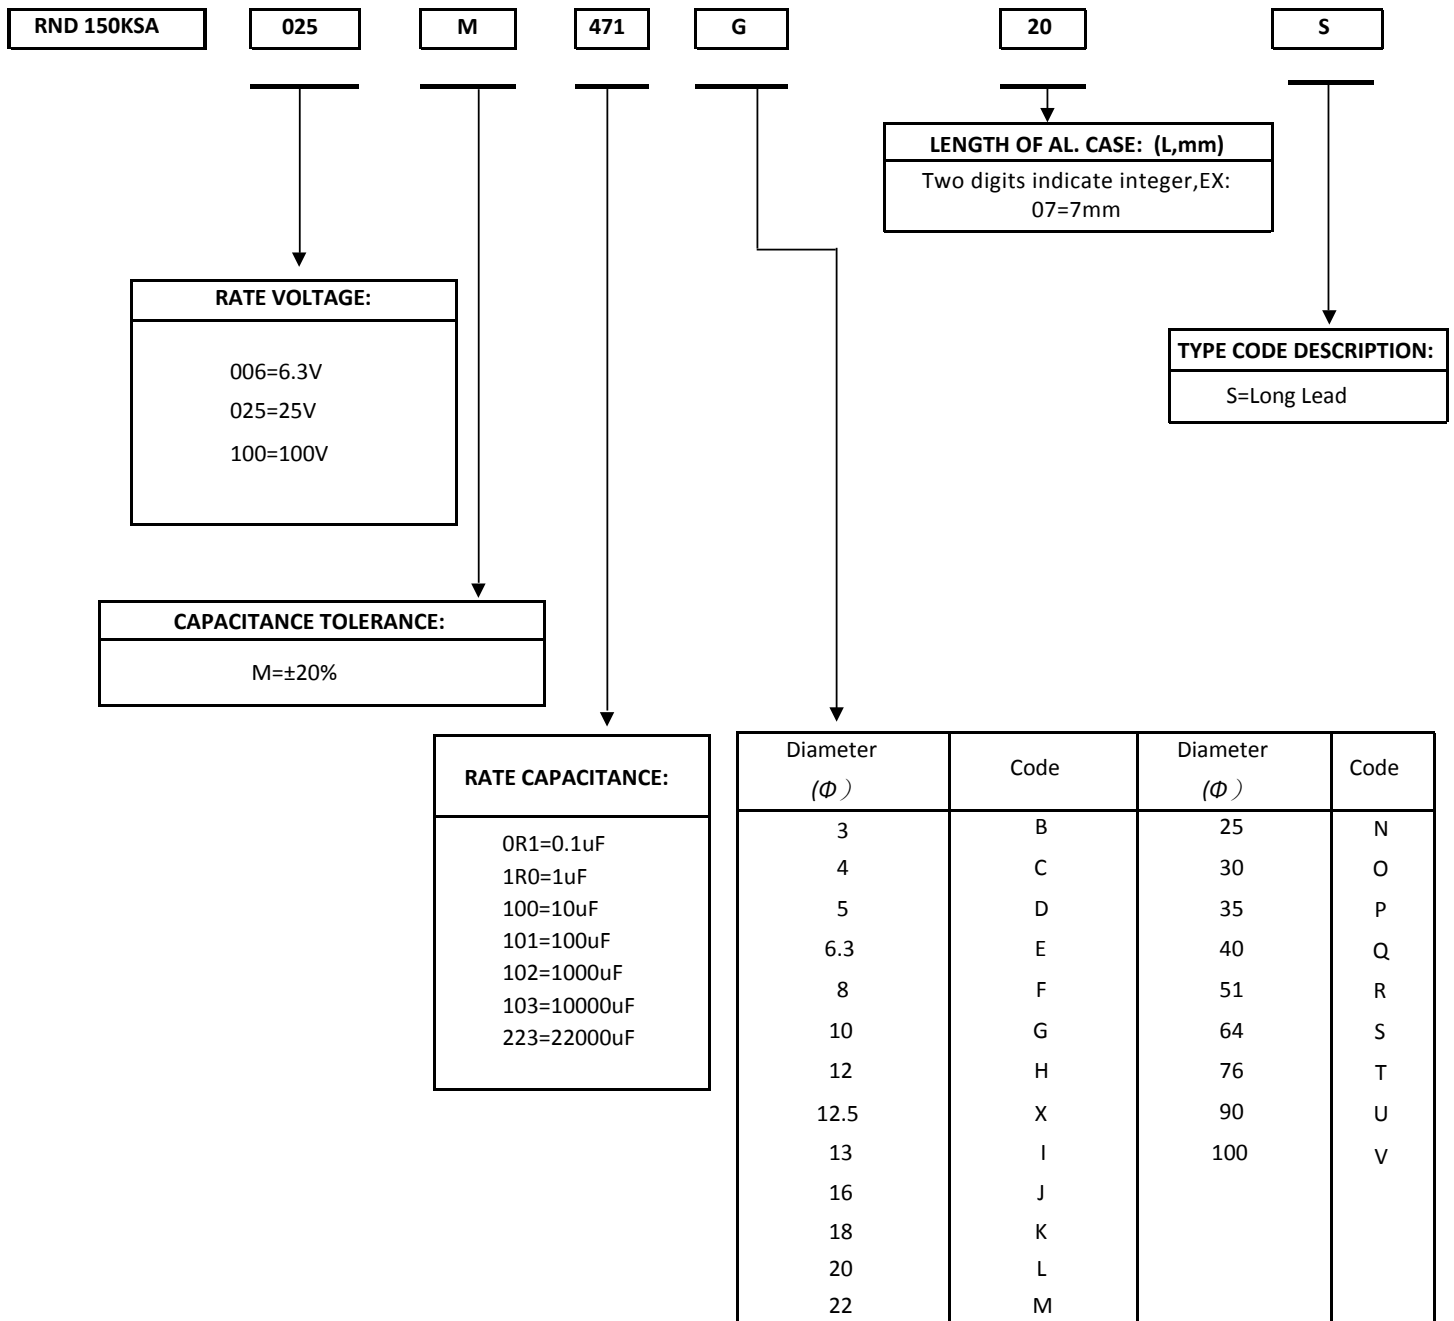 RND 150KSA 025 M 471 G 20 S
LENGTH OF AL. CASE: (L,mm)
Two digits indicate integer,EX:
07=7mm
RATE VOLTAGE:
006=6.3V
025=25V
100=100V
TYPE CODE DESCRIPTION:
S=Long Lead
CAPACITANCE TOLERANCE:
M=±20%
RATE CAPACITANCE:
0R1=0.1uF
1R0=1uF
100=10uF
101=100uF
102=1000uF
103=10000uF
223=22000uF
Diameter Code Diameter Code
(Φ） (Φ）
3 B 25 N
4 C 30 O
5 D 35 P
6.3 E 40 Q
8 F 51 R
10 G 64 S
12 H 76 T
12.5 X 90 U
13 I 100 V
16 J
18 K
20 L
22 M